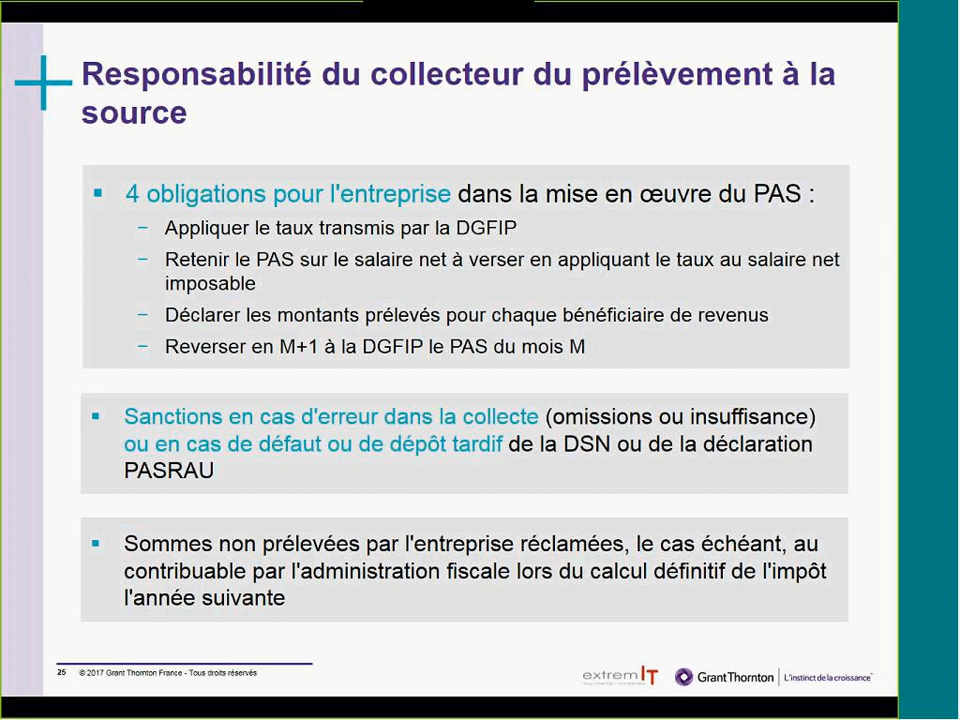 Responsabilité du collecteur du prélèvement à la
source
▪ 4 obligations pour l'entreprise dans la mise en œuvre du PAS :
− Appliquer le taux transmis par la DGFIP
− Retenir le PAS sur le salaire net à verser en appliquant le taux au salaire net
imposable
− Déclarer les montants prélevés pour chaque bénéficiaire de revenus
− Reverser en M+1 à la DGFIP le PAS du mois M
▪ Sanctions en cas d'erreur dans la collecte (omissions ou insuffisance)
ou en cas de défaut ou de dépôt tardif de la DSN ou de la déclaration
PASRAU
▪ Sommes non prélevées par l'entreprise réclamées, le cas échéant, au
contribuable par l'administration fiscale lors du calcul définitif de l'impôt
l'année suivante
25 © 2017 Grant Thornton France - Tous droits réservés
extremIT
GrantThornton | L'instinct de la croissance